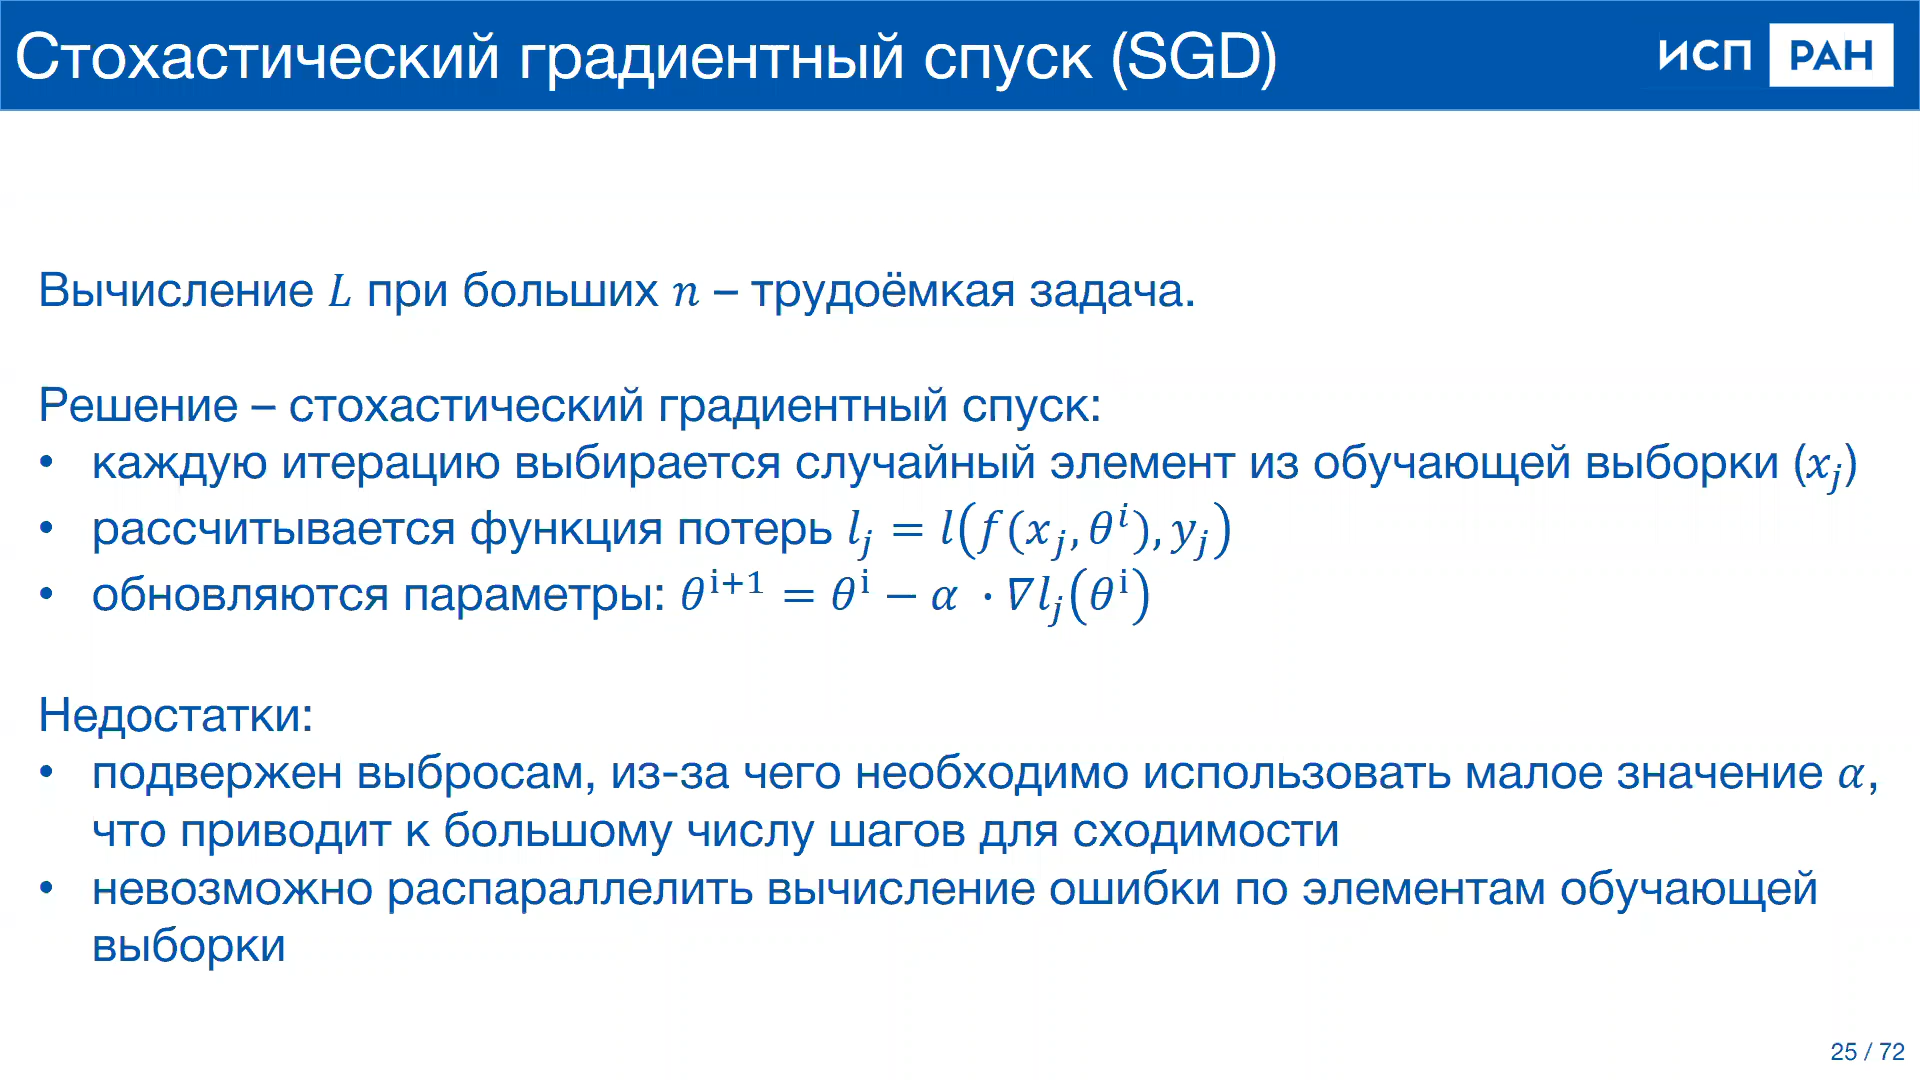 Стохастический градиентный спуск (SGD)
ИСП РАН
Вычисление L при больших n – трудоёмкая задача.
Решение – стохастический градиентный спуск:
• каждую итерацию выбирается случайный элемент из обучающей выборки (xⱼ)
• рассчитывается функция потерь lⱼ = l(f(xⱼ, θⁱ), yⱼ)
• обновляются параметры: θⁱ⁺¹ = θⁱ − α · ∇lⱼ(θⁱ)
Недостатки:
• подвержен выбросам, из-за чего необходимо использовать малое значение α,
что приводит к большому числу шагов для сходимости
• невозможно распараллелить вычисление ошибки по элементам обучающей
выборки
25 / 72